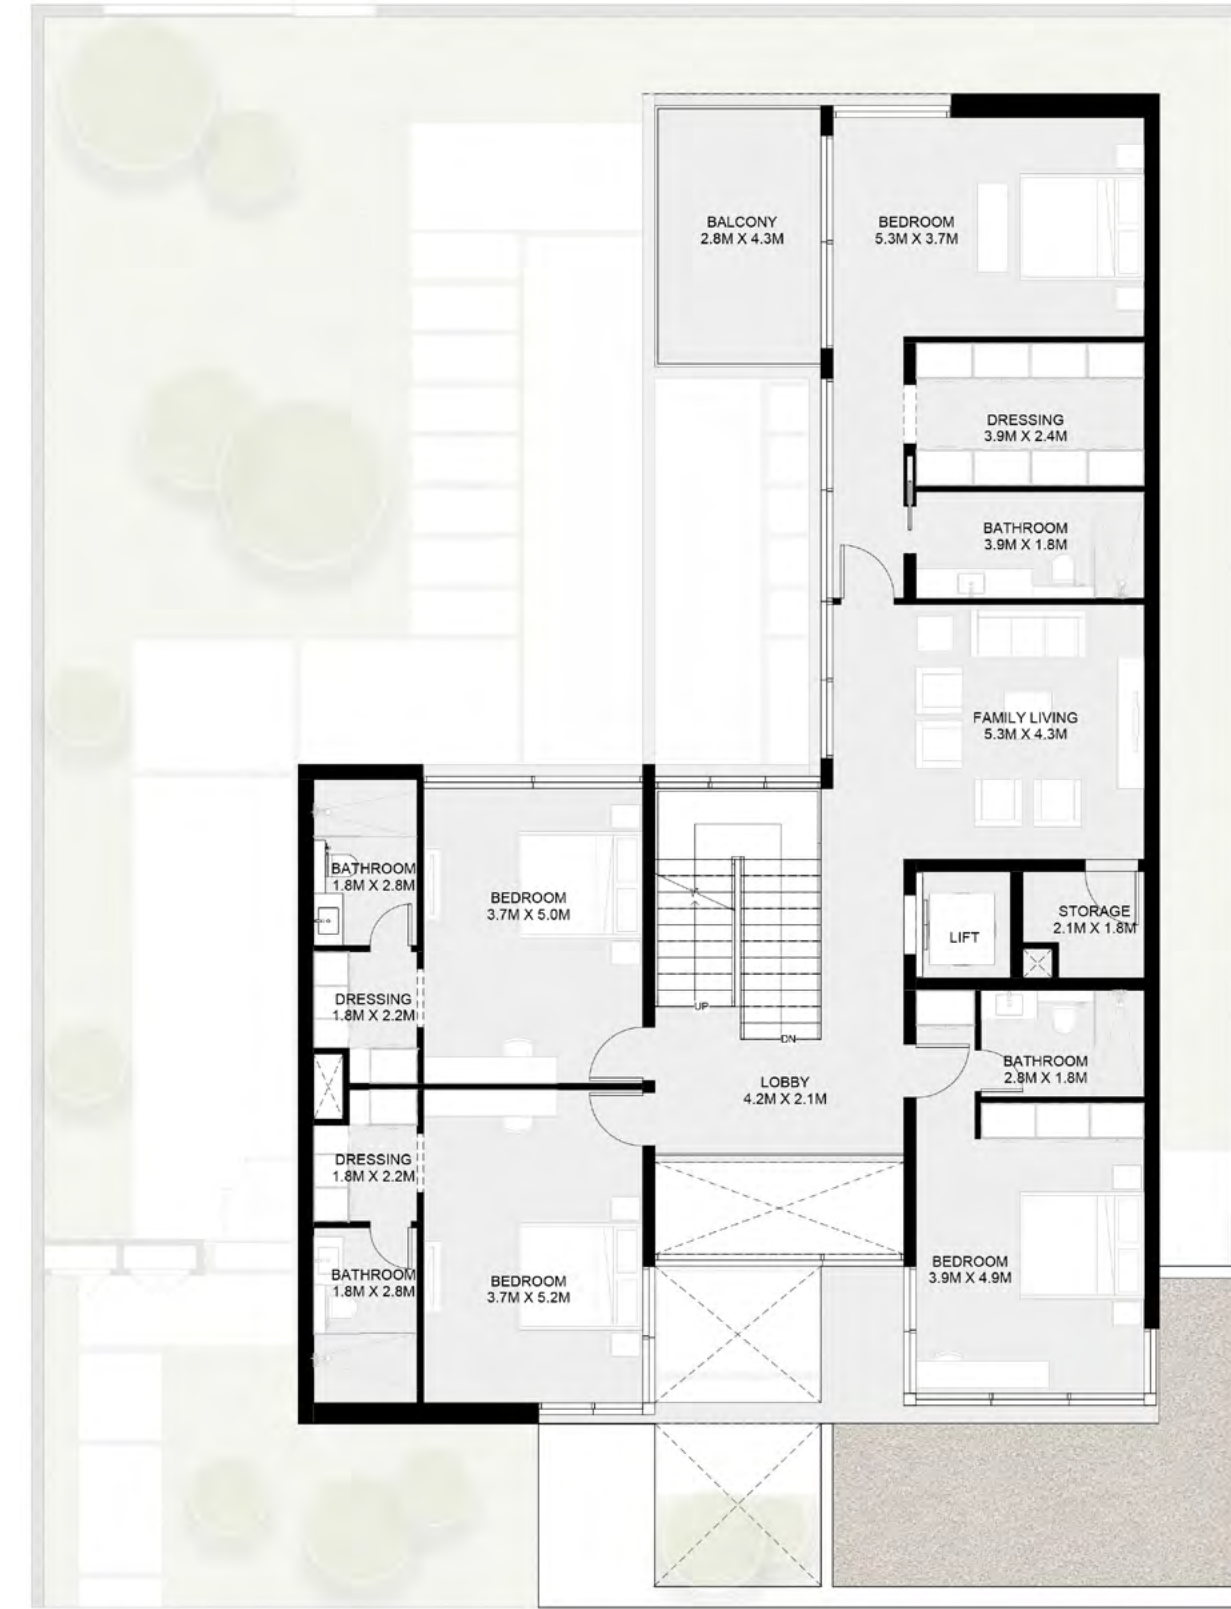 BALCONY
2.8M X 4.3M
BEDROOM
5.3M X 3.7M
DRESSING
3.9M X 2.4M
BATHROOM
3.9M X 1.8M
FAMILY LIVING
5.3M X 4.3M
BATHROOM
1.8M X 2.8M
BEDROOM
3.7M X 5.0M
STORAGE
2.1M X 1.8M
LIFT
DRESSING
1.8M X 2.2M
UP
DN
BATHROOM
2.8M X 1.8M
LOBBY
4.2M X 2.1M
DRESSING
1.8M X 2.2M
BATHROOM
1.8M X 2.8M
BEDROOM
3.7M X 5.2M
BEDROOM
3.9M X 4.9M